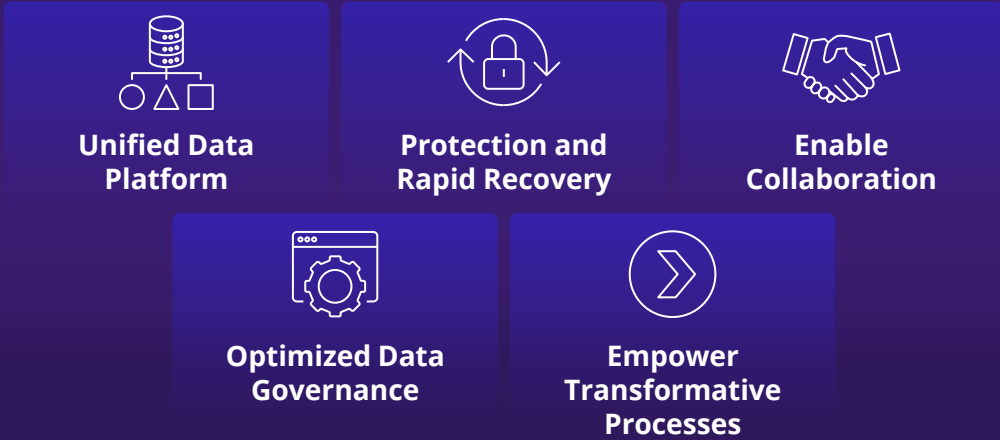 Unified Data
Platform
Protection and
Rapid Recovery
Enable
Collaboration
Optimized Data
Governance
Empower
Transformative
Processes